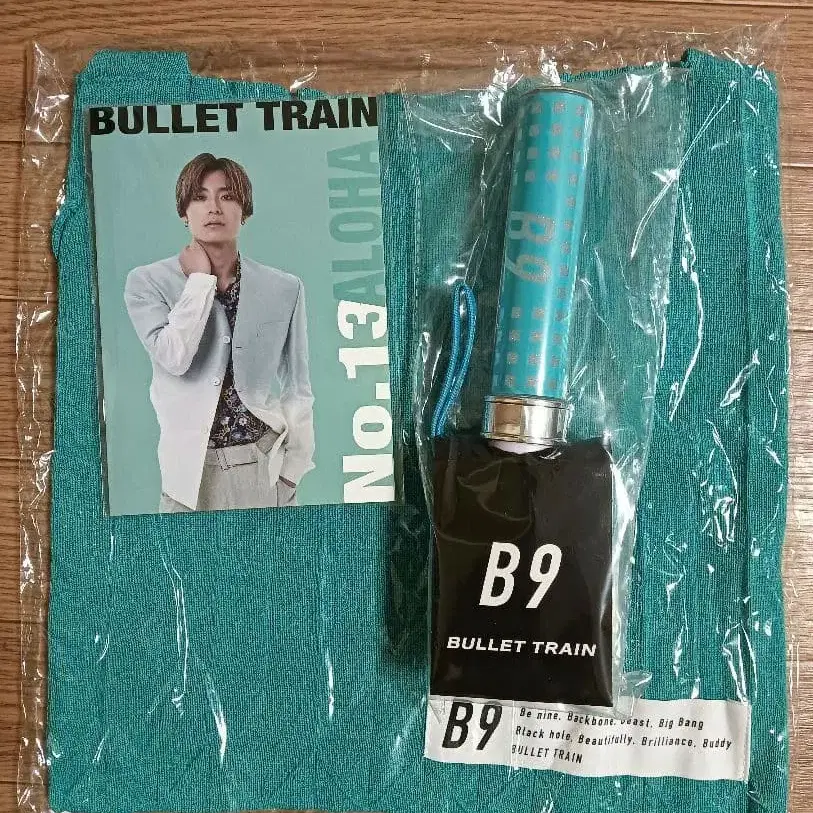 BULLET TRAIN
No.13 ALOHA
B9
B9
BULLET TRAIN
B9
Be nine. Backbone. Beast. Big Bang
Black hole. Beautifully. Brilliance. Buddy
BULLET TRAIN